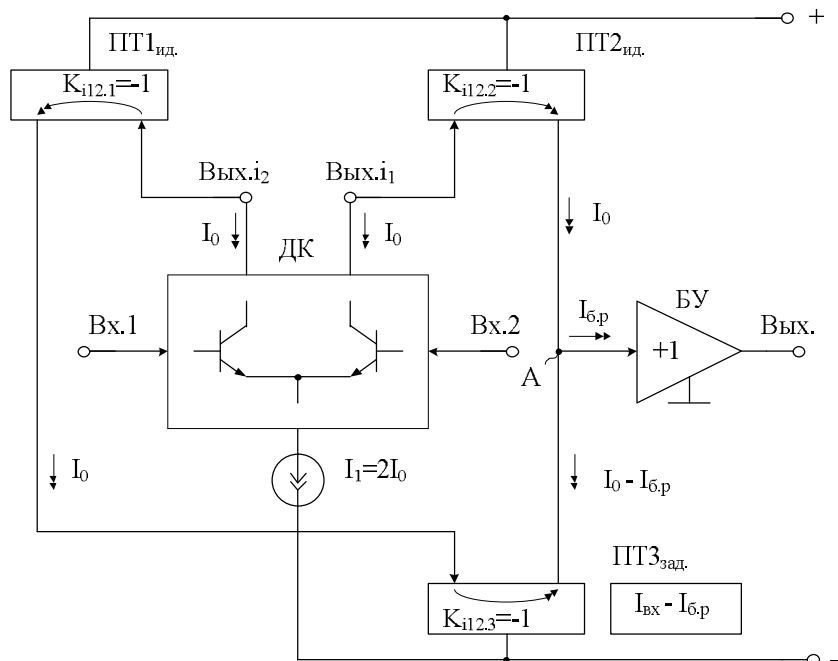 +
ПТ1ид.
ПТ2ид.
Ki12.1=-1
Ki12.2=-1
Вых.i2
Вых.i1
I0
I0
I0
ДК
БУ
Вх.1
Вх.2
Iб.р
Вых.
+1
А
I0
I1=2I0
I0 - Iб.р
ПТ3зад.
Ki12.3=-1
Iвх - Iб.р
-